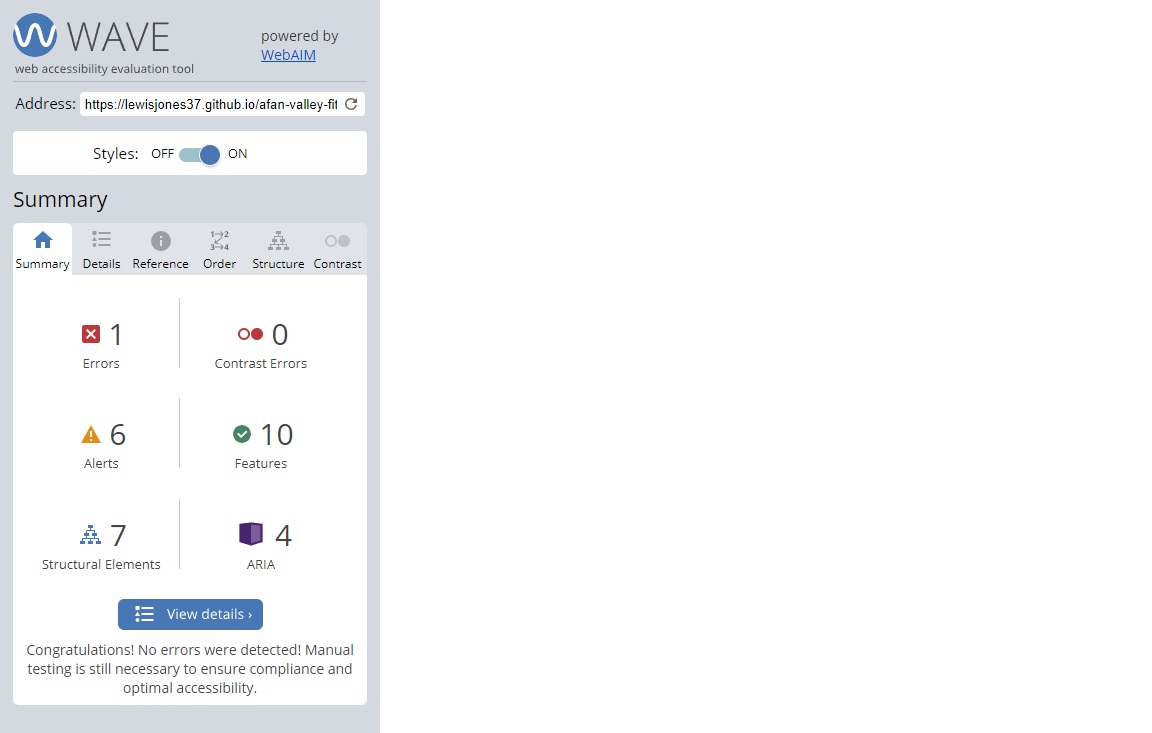 WAVE
powered by
WebAIM
web accessibility evaluation tool
Address: https://lewisjones37.github.io/afan-valley-fit
Styles: OFF ON
Summary
Summary Details Reference Order Structure Contrast
1 0
Errors Contrast Errors
6 10
Alerts Features
7 4
Structural Elements ARIA
View details ›
Congratulations! No errors were detected! Manual
testing is still necessary to ensure compliance and
optimal accessibility.